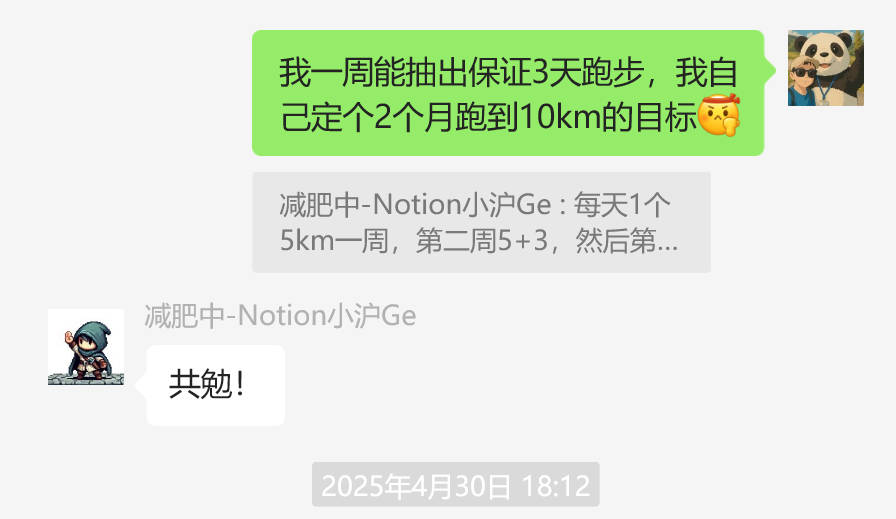 我一周能抽出保证3天跑步，我自
己定个2个月跑到10km的目标
减肥中-Notion小沪Ge : 每天1个
5km一周，第二周5+3，然后第...
减肥中-Notion小沪Ge
共勉！
2025年4月30日 18:12